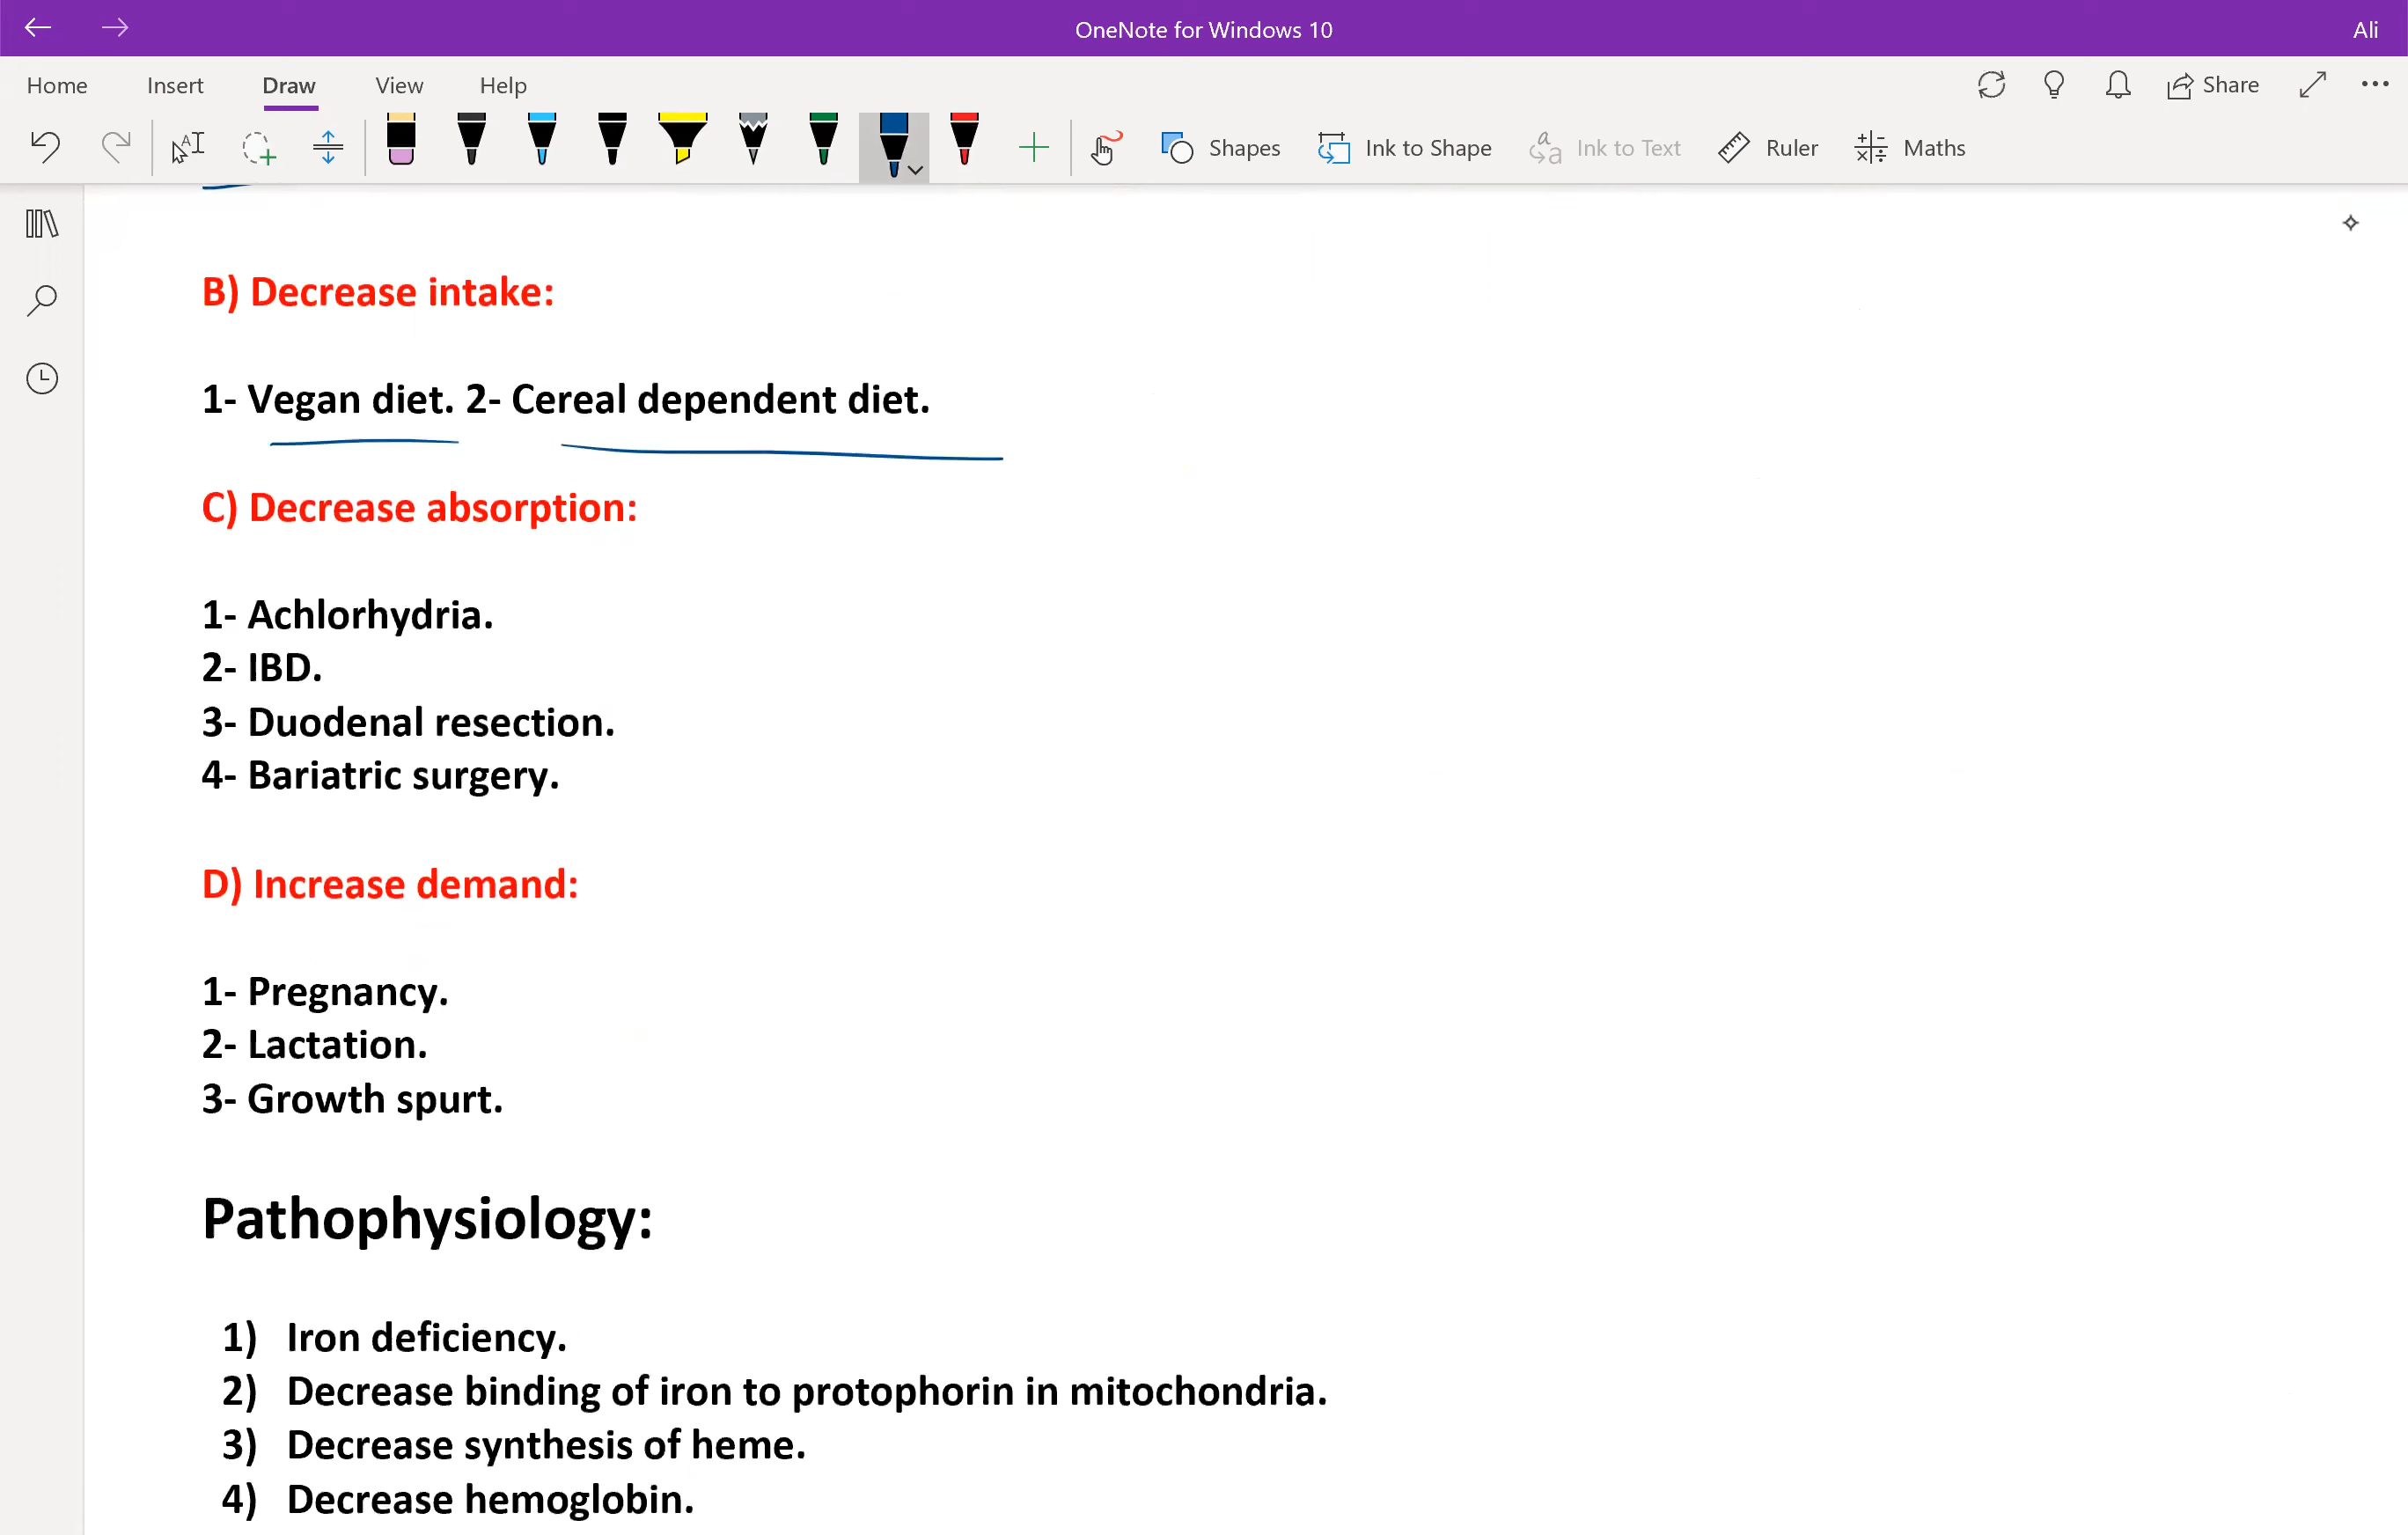 OneNote for Windows 10
Ali
Home Insert Draw View Help
Share
Shapes Ink to Shape Ink to Text Ruler Maths
B) Decrease intake:
1- Vegan diet. 2- Cereal dependent diet.
C) Decrease absorption:
1- Achlorhydria.
2- IBD.
3- Duodenal resection.
4- Bariatric surgery.
D) Increase demand:
1- Pregnancy.
2- Lactation.
3- Growth spurt.
Pathophysiology:
1) Iron deficiency.
2) Decrease binding of iron to protophorin in mitochondria.
3) Decrease synthesis of heme.
4) Decrease hemoglobin.